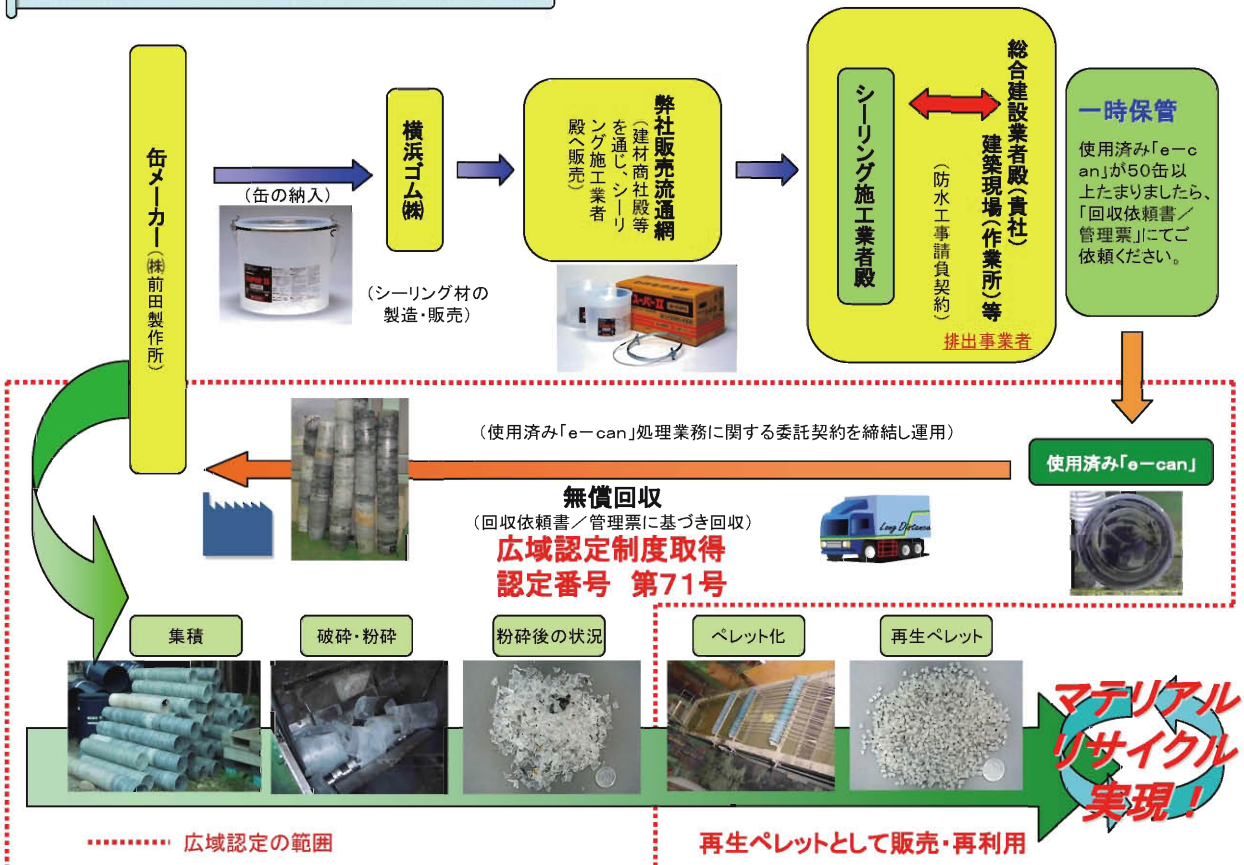 缶メーカー(㈱前田製作所)
(缶の納入)
横浜ゴム㈱
(シーリング材の
製造・販売)
弊社販売流通網
(建材商社殿等
を通じ、シーリ
ング施工業者
殿へ販売)
スーパーⅡ
シーリング施工業者殿
総合建設業者殿(貴社)
建築現場(作業所)等
(防水工事請負契約)
排出事業者
一時保管
使用済み「e-c
an」が50缶以
上たまりましたら、
「回収依頼書/
管理票」にてご
依頼ください。
(使用済み「e-can」処理業務に関する委託契約を締結し運用)
使用済み「e-can」
無償回収
(回収依頼書/管理票に基づき回収)
Long Distance
広域認定制度取得
認定番号 第71号
集積
破砕・粉砕
粉砕後の状況
ペレット化
再生ペレット
マテリアル
リサイクル
実現!
広域認定の範囲
再生ペレットとして販売・再利用